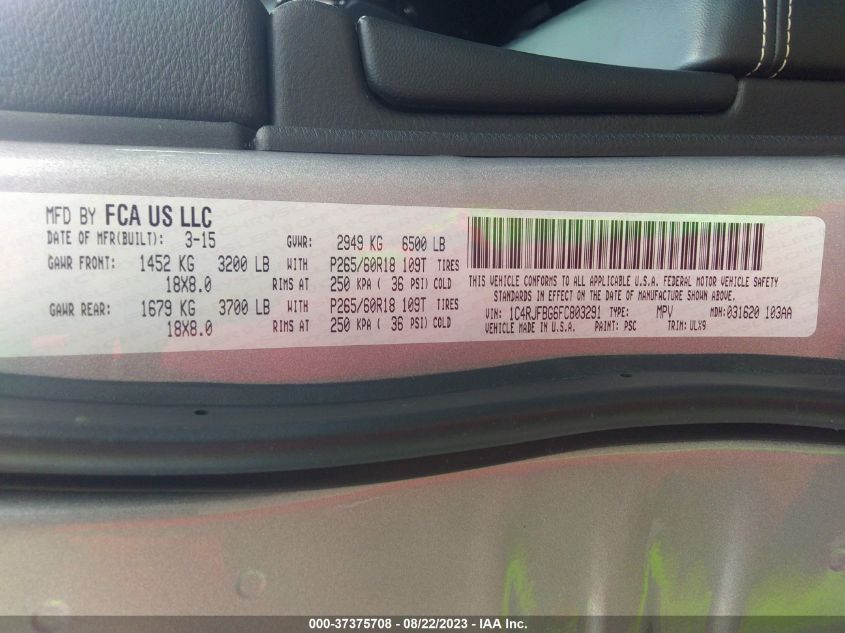 MFD BY FCA US LLC
DATE OF MFR(BUILT): 3-15 GVWR: 2949 KG 6500 LB
GAWR FRONT: 1452 KG 3200 LB WITH P265/60R18 109T TIRES
18X8.0 RIMS AT 250 KPA ( 36 PSI) COLD
GAWR REAR: 1679 KG 3700 LB WITH P265/60R18 109T TIRES
18X8.0 RIMS AT 250 KPA ( 36 PSI) COLD
THIS VEHICLE CONFORMS TO ALL APPLICABLE U.S.A. FEDERAL MOTOR VEHICLE SAFETY
STANDARDS IN EFFECT ON THE DATE OF MANUFACTURE SHOWN ABOVE.
VIN: 1C4RJFBG6FC803291 TYPE: MPV MDH:031620 103AA
VEHICLE MADE IN U.S.A. PAINT: PSC TRIM: ULX9
000-37375708 - 08/22/2023 - IAA Inc.